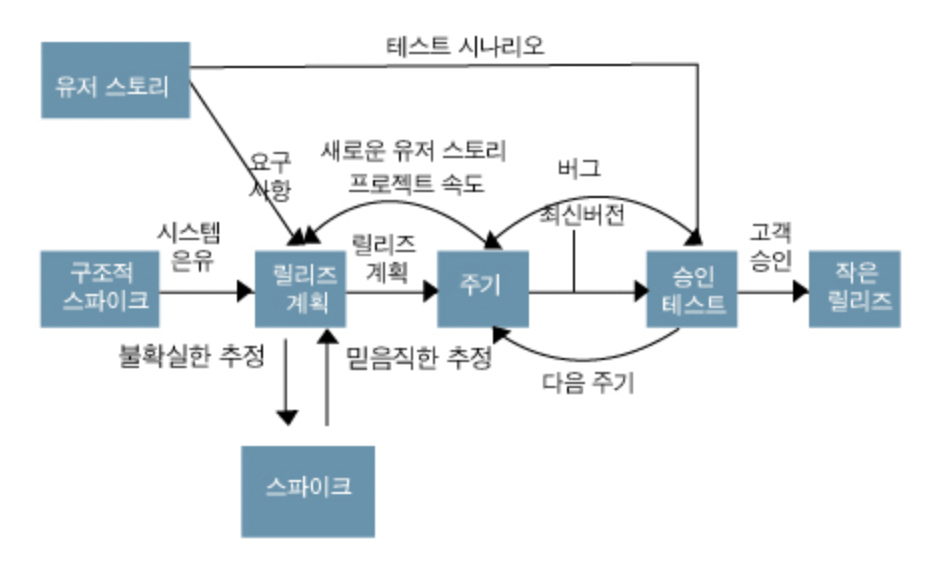 테스트 시나리오
유저 스토리
요구
사항
새로운 유저 스토리
프로젝트 속도
버그
최신버전
시스템
은유
릴리즈
계획
고객
승인
구조적
스파이크
릴리즈
계획
주기
승인
테스트
작은
릴리즈
불확실한 추정
믿음직한 추정
다음 주기
스파이크